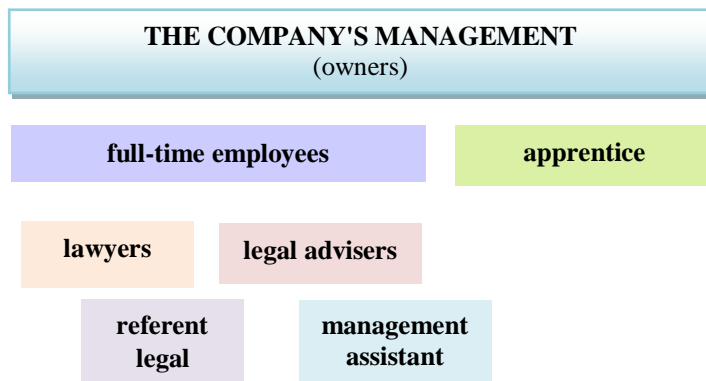 THE COMPANY'S MANAGEMENT
(owners)
full-time employees
apprentice
lawyers
legal advisers
referent
legal
management
assistant